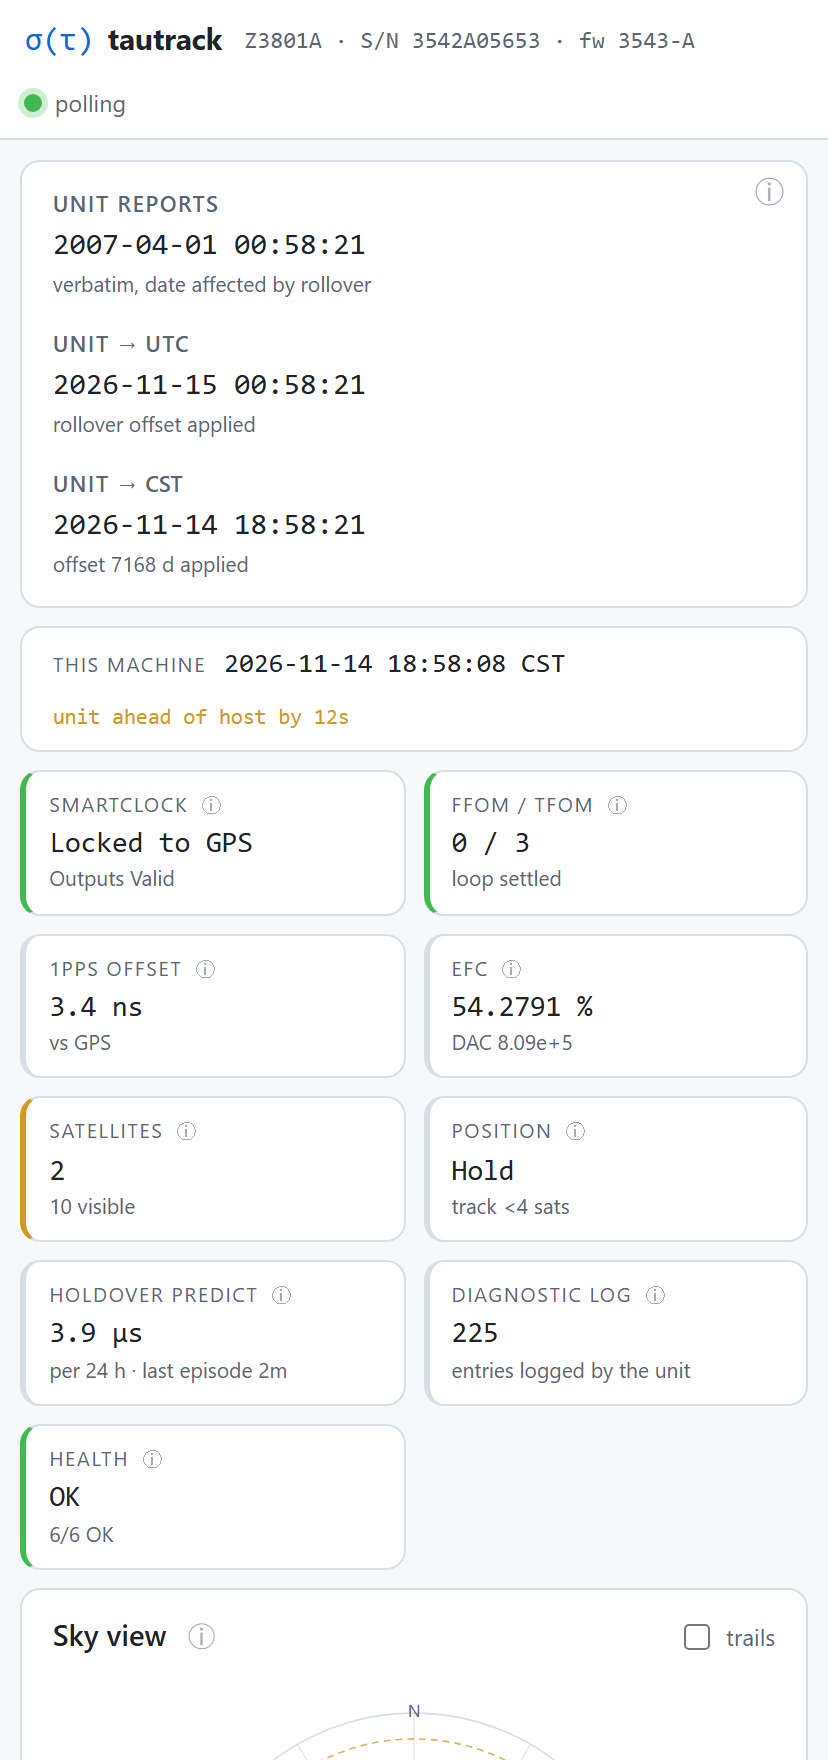 σ(τ) tautrack Z3801A · S/N 3542A05653 · fw 3543-A
polling
UNIT REPORTS ⓘ
2007-04-01 00:58:21
verbatim, date affected by rollover
UNIT → UTC
2026-11-15 00:58:21
rollover offset applied
UNIT → CST
2026-11-14 18:58:21
offset 7168 d applied
THIS MACHINE 2026-11-14 18:58:08 CST
unit ahead of host by 12s
SMARTCLOCK ⓘ
Locked to GPS
Outputs Valid
FFOM / TFOM ⓘ
0 / 3
loop settled
1PPS OFFSET ⓘ
3.4 ns
vs GPS
EFC ⓘ
54.2791 %
DAC 8.09e+5
SATELLITES ⓘ
2
10 visible
POSITION ⓘ
Hold
track <4 sats
HOLDOVER PREDICT ⓘ
3.9 µs
per 24 h · last episode 2m
DIAGNOSTIC LOG ⓘ
225
entries logged by the unit
HEALTH ⓘ
OK
6/6 OK
Sky view ⓘ trails
N